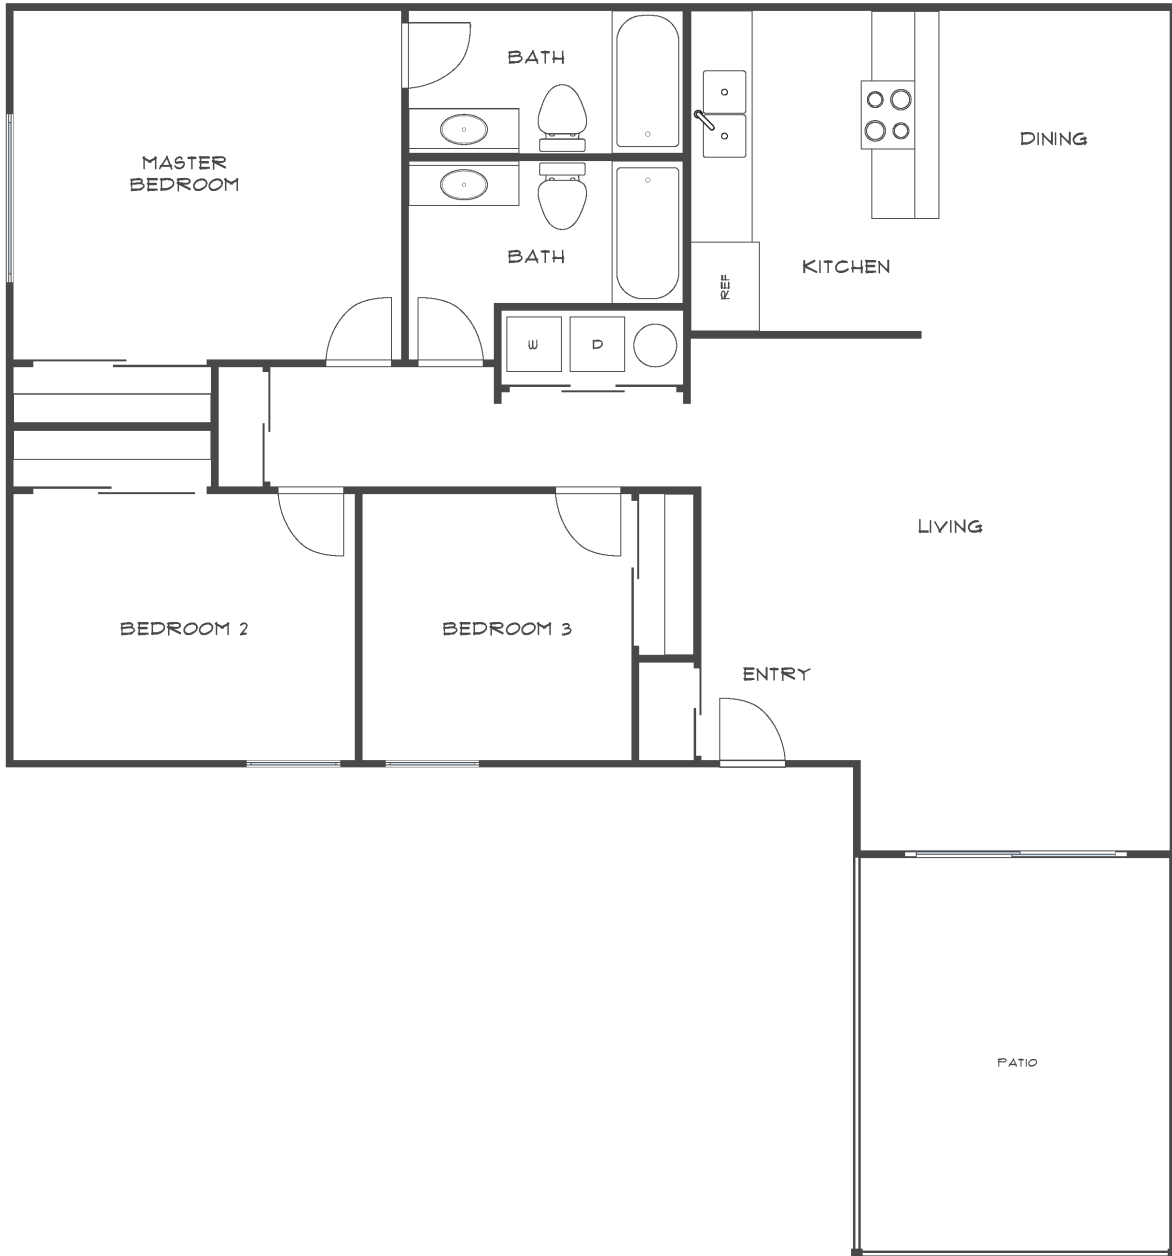 BATH
DINING
MASTER
BEDROOM
BATH
KITCHEN
REF
W
D
LIVING
BEDROOM 2
BEDROOM 3
ENTRY
PATIO